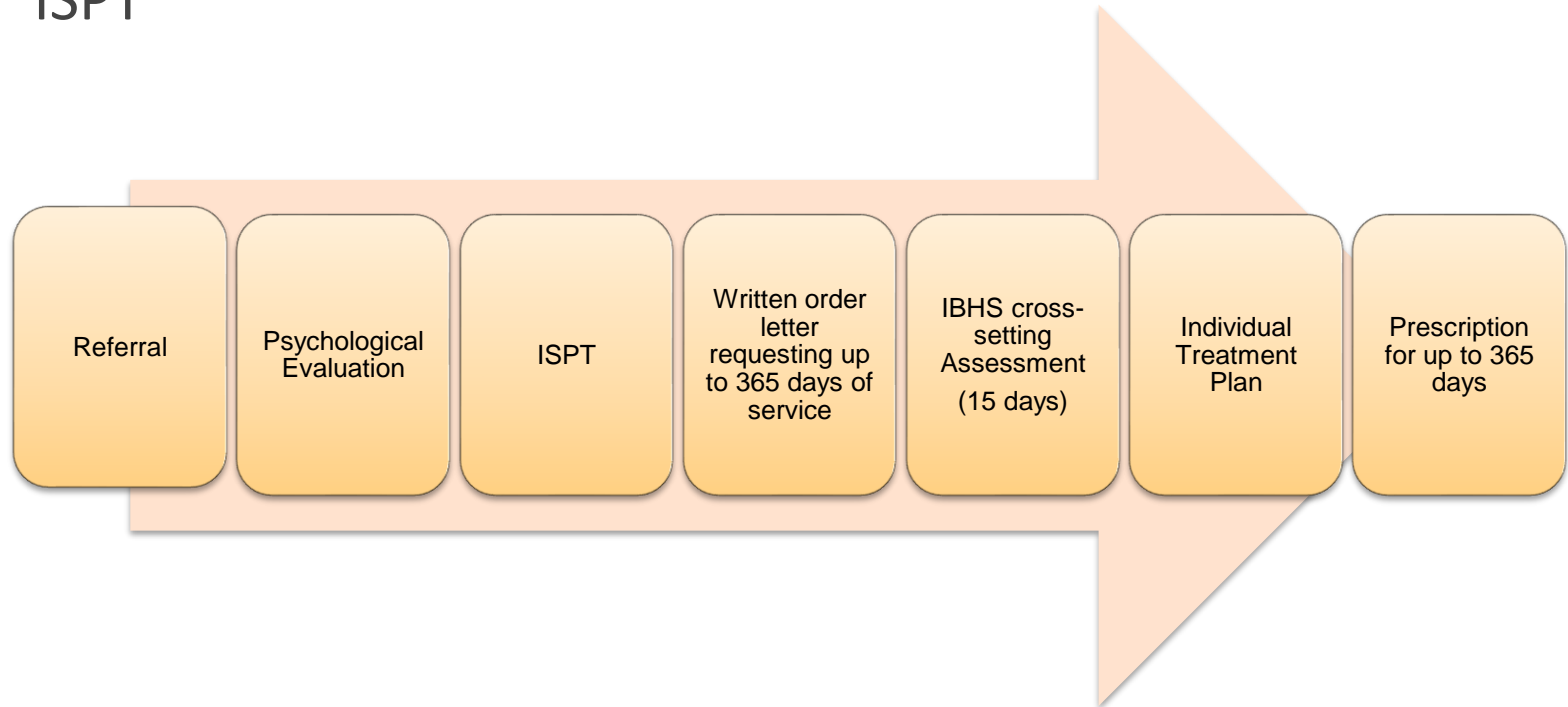 ISPT
Referral
Psychological
Evaluation
ISPT
Written order
letter
requesting up
to 365 days of
service
IBHS cross-
setting
Assessment
(15 days)
Individual
Treatment
Plan
Prescription
for up to 365
days